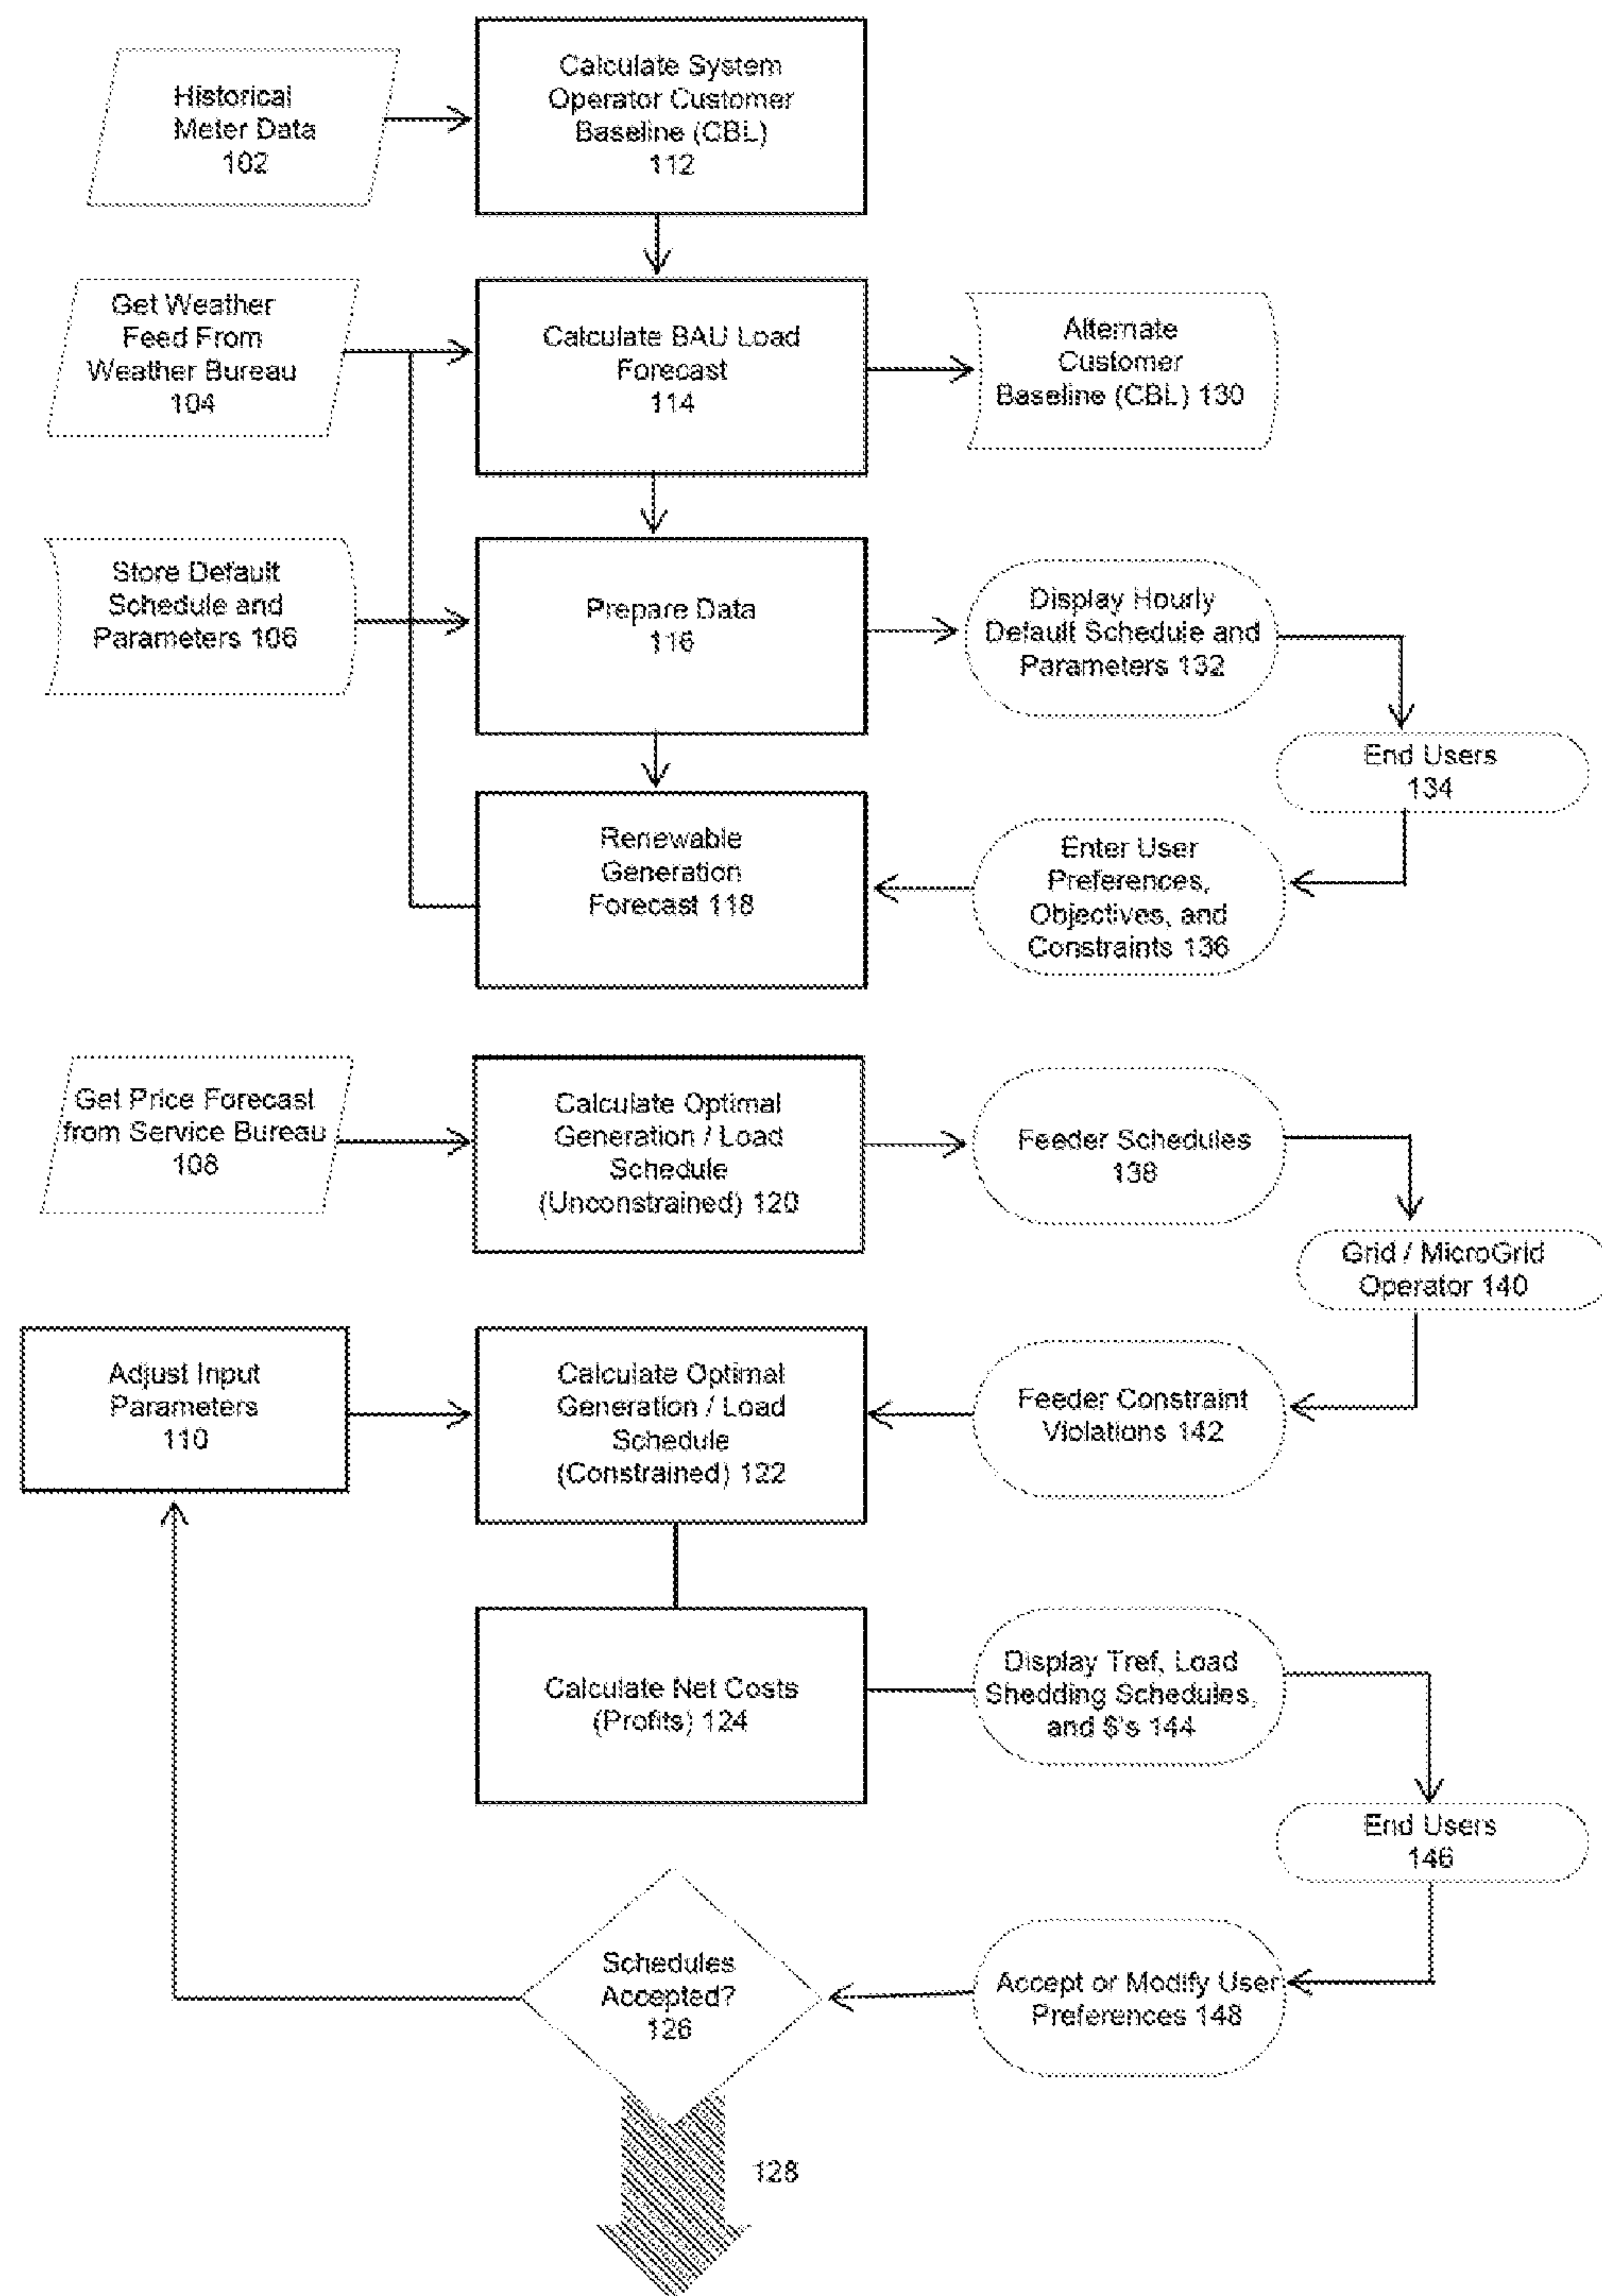 Historical
Meter Data
102
Calculate System
Operator Customer
Baseline (CBL)
112
Get Weather
Feed From
Weather Bureau
104
Calculate BAU Load
Forecast
114
Alternate
Customer
Baseline (CBL) 130
Store Default
Schedule and
Parameters 106
Prepare Data
116
Display Hourly
Default Schedule and
Parameters 132
End Users
134
Renewable
Generation
Forecast 118
Enter User
Preferences,
Objectives, and
Constraints 136
Get Price Forecast
from Service Bureau
108
Calculate Optimal
Generation / Load
Schedule
(Unconstrained) 120
Feeder Schedules
138
Grid / MicroGrid
Operator 140
Adjust Input
Parameters
110
Calculate Optimal
Generation / Load
Schedule
(Constrained) 122
Feeder Constraint
Violations 142
Calculate Net Costs
(Profits) 124
Display Tref, Load
Shedding Schedules,
and $'s 144
End Users
146
Schedules
Accepted?
126
Accept or Modify User
Preferences 148
128